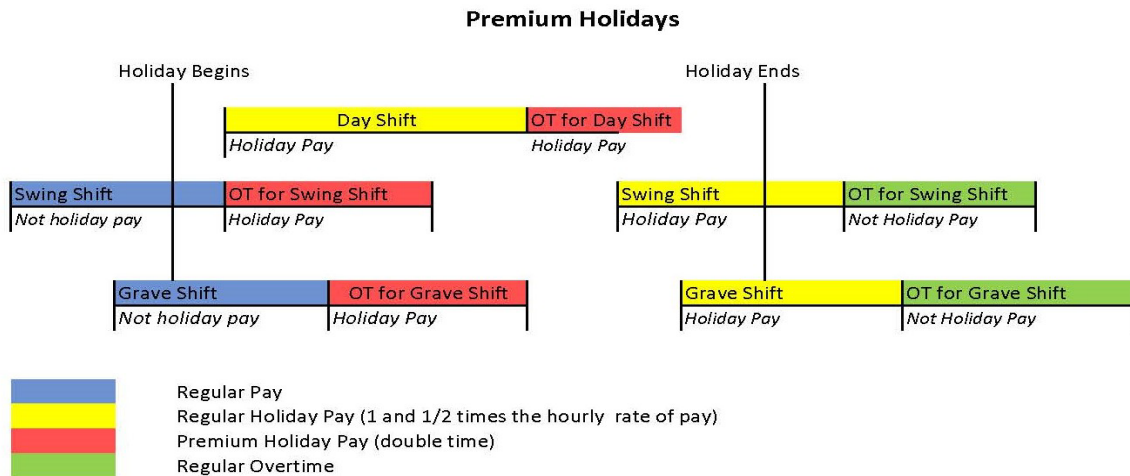 Premium Holidays
Holiday Begins
Holiday Ends
Day Shift
OT for Day Shift
Holiday Pay
Holiday Pay
Swing Shift
OT for Swing Shift
Swing Shift
OT for Swing Shift
Not holiday pay
Holiday Pay
Holiday Pay
Not Holiday Pay
Grave Shift
OT for Grave Shift
Grave Shift
OT for Grave Shift
Not holiday pay
Holiday Pay
Holiday Pay
Not Holiday Pay
Regular Pay
Regular Holiday Pay (1 and 1/2 times the hourly rate of pay)
Premium Holiday Pay (double time)
Regular Overtime